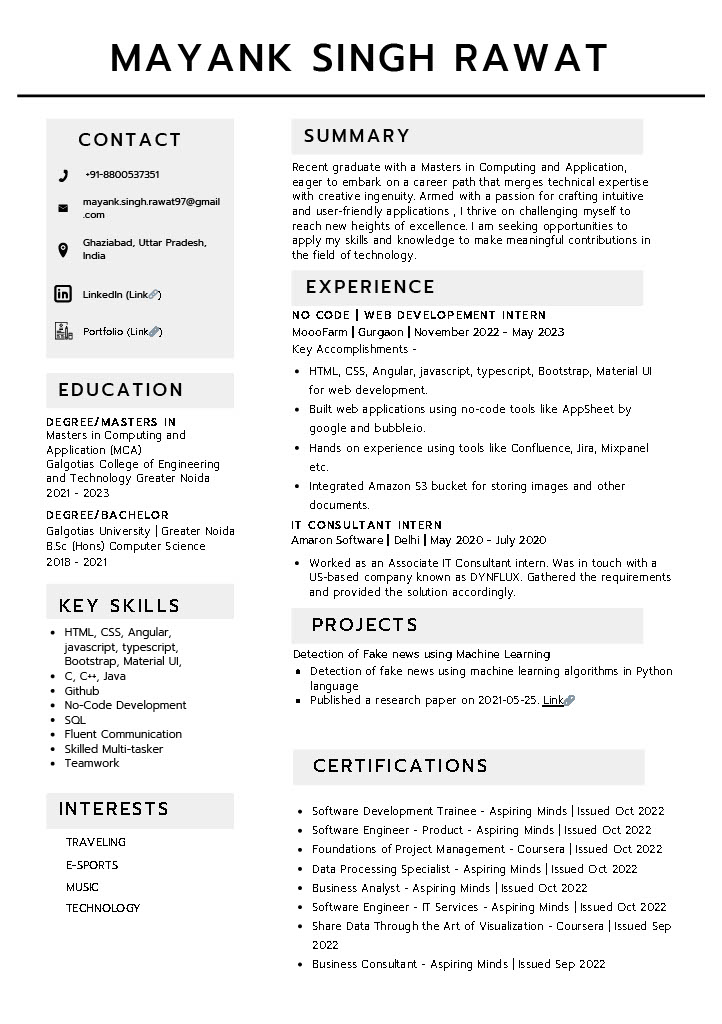 MAYANK SINGH RAWAT
CONTACT
+91-8800537351
mayank.singh.rawat97@gmail
.com
Ghaziabad, Uttar Pradesh,
India
LinkedIn (Link🔗)
Portfolio (Link🔗)
EDUCATION
DEGREE/MASTERS IN
Masters in Computing and
Application (MCA)
Galgotias College of Engineering
and Technology Greater Noida
2021 - 2023
DEGREE/BACHELOR
Galgotias University | Greater Noida
B.Sc (Hons) Computer Science
2018 - 2021
KEY SKILLS
• HTML, CSS, Angular,
javascript, typescript,
Bootstrap, Material UI,
• C, C++, Java
• Github
• No-Code Development
• SQL
• Fluent Communication
• Skilled Multi-tasker
• Teamwork
INTERESTS
TRAVELING
E-SPORTS
MUSIC
TECHNOLOGY
SUMMARY
Recent graduate with a Masters in Computing and Application,
eager to embark on a career path that merges technical expertise
with creative ingenuity. Armed with a passion for crafting intuitive
and user-friendly applications , I thrive on challenging myself to
reach new heights of excellence. I am seeking opportunities to
apply my skills and knowledge to make meaningful contributions in
the field of technology.
EXPERIENCE
NO CODE | WEB DEVELOPEMENT INTERN
MoooFarm | Gurgaon | November 2022 - May 2023
Key Accomplishments -
• HTML, CSS, Angular, javascript, typescript, Bootstrap, Material UI
for web development.
• Built web applications using no-code tools like AppSheet by
google and bubble.io.
• Hands on experience using tools like Confluence, Jira, Mixpanel
etc.
• Integrated Amazon S3 bucket for storing images and other
documents.
IT CONSULTANT INTERN
Amaron Software | Delhi | May 2020 - July 2020
• Worked as an Associate IT Consultant intern. Was in touch with a
US-based company known as DYNFLUX. Gathered the requirements
and provided the solution accordingly.
PROJECTS
Detection of Fake news using Machine Learning
▪ Detection of fake news using machine learning algorithms in Python
language
▪ Published a research paper on 2021-05-25. Link🔗
CERTIFICATIONS
• Software Development Trainee - Aspiring Minds | Issued Oct 2022
• Software Engineer - Product - Aspiring Minds | Issued Oct 2022
• Foundations of Project Management - Coursera | Issued Oct 2022
• Data Processing Specialist - Aspiring Minds | Issued Oct 2022
• Business Analyst - Aspiring Minds | Issued Oct 2022
• Software Engineer - IT Services - Aspiring Minds | Issued Oct 2022
• Share Data Through the Art of Visualization - Coursera | Issued Sep
2022
• Business Consultant - Aspiring Minds | Issued Sep 2022